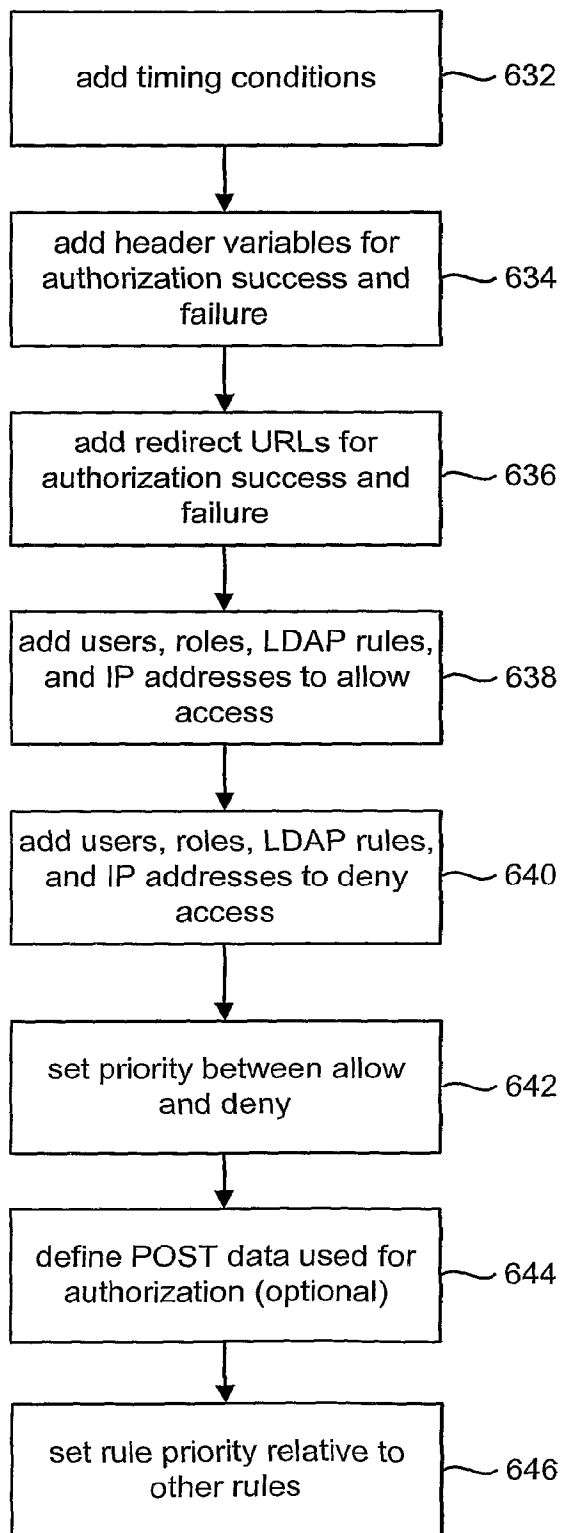 add timing conditions
632
add header variables for
authorization success and
failure
634
add redirect URLs for
authorization success and
failure
636
add users, roles, LDAP rules,
and IP addresses to allow
access
638
add users, roles, LDAP rules,
and IP addresses to deny
access
640
set priority between allow
and deny
642
define POST data used for
authorization (optional)
644
set rule priority relative to
other rules
646